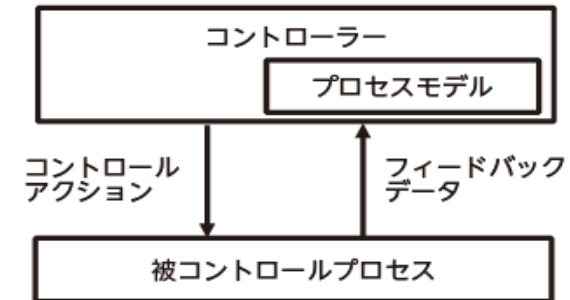 コントローラー
プロセスモデル
コントロール
アクション
フィードバック
データ
被コントロールプロセス